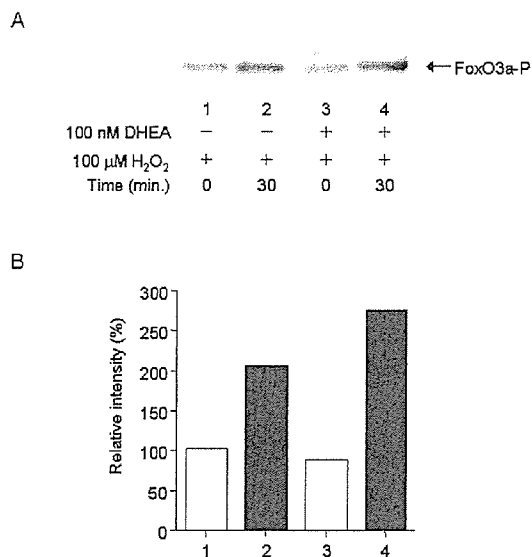 A
←FoxO3a-P
1 2 3 4
100 nM DHEA − − + +
100 µM H₂O₂ + + + +
Time (min.) 0 30 0 30
B
Relative intensity (%)
300
250
200
150
100
50
0
1 2 3 4